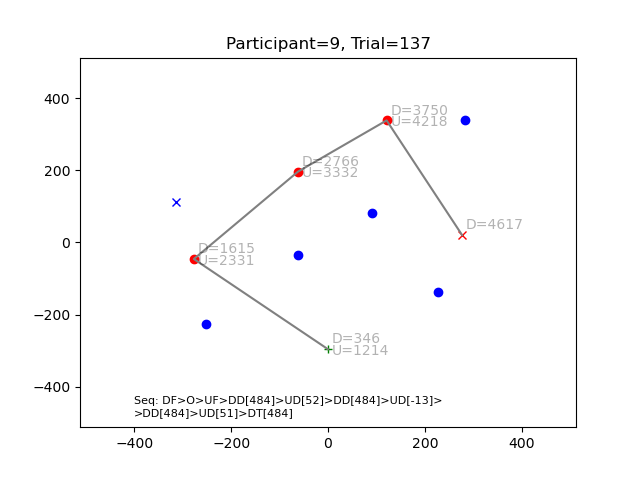 Participant=9, Trial=137
400
200
0
−200
−400
D=3750
U=4218
D=2766
U=3332
D=4617
D=1615
U=2331
D=346
U=1214
Seq: DF>O>UF>DD[484]>UD[52]>DD[484]>UD[-13]>
>DD[484]>UD[51]>DT[484]
−400
−200
0
200
400